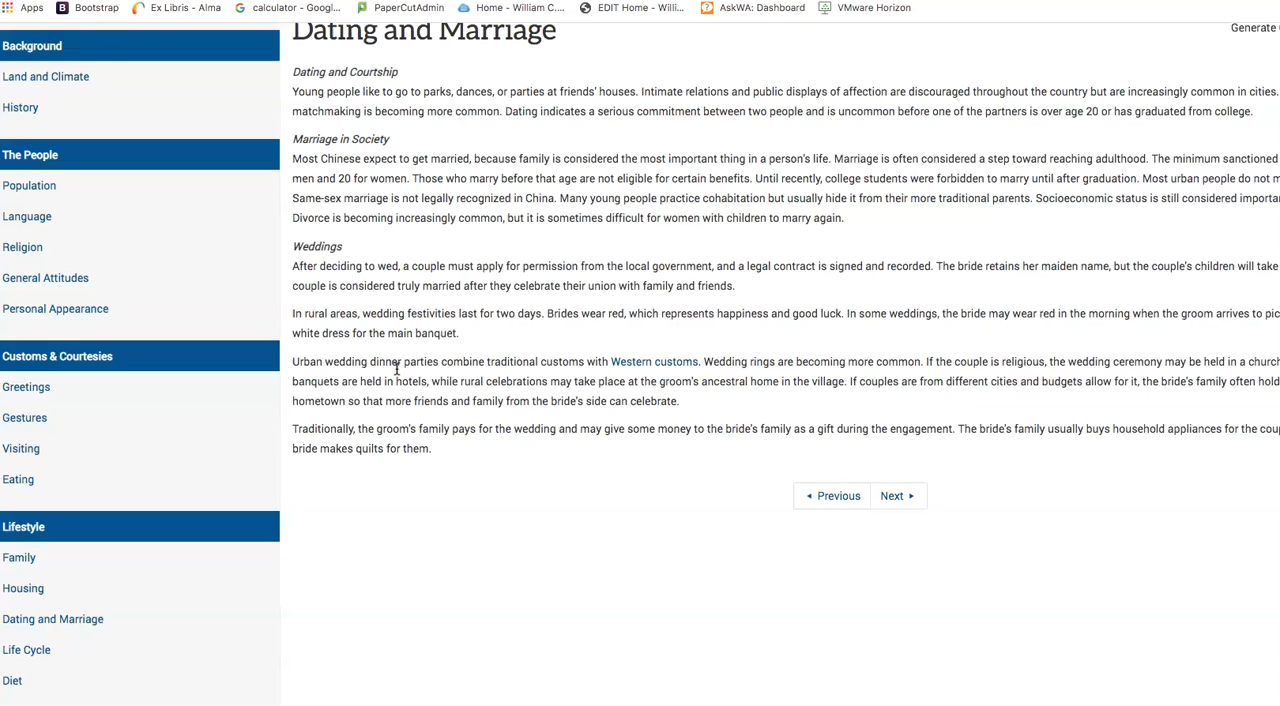 Apps Bootstrap Ex Libris - Alma calculator - Googl... PaperCutAdmin Home - William C.... EDIT Home - Willi... AskWA: Dashboard VMware Horizon
Dating and Marriage
Generate
Background
Land and Climate
History
The People
Population
Language
Religion
General Attitudes
Personal Appearance
Customs & Courtesies
Greetings
Gestures
Visiting
Eating
Lifestyle
Family
Housing
Dating and Marriage
Life Cycle
Diet
Dating and Courtship
Young people like to go to parks, dances, or parties at friends' houses. Intimate relations and public displays of affection are discouraged throughout the country but are increasingly common in cities.
matchmaking is becoming more common. Dating indicates a serious commitment between two people and is uncommon before one of the partners is over age 20 or has graduated from college.
Marriage in Society
Most Chinese expect to get married, because family is considered the most important thing in a person's life. Marriage is often considered a step toward reaching adulthood. The minimum sanctioned
men and 20 for women. Those who marry before that age are not eligible for certain benefits. Until recently, college students were forbidden to marry until after graduation. Most urban people do not m
Same-sex marriage is not legally recognized in China. Many young people practice cohabitation but usually hide it from their more traditional parents. Socioeconomic status is still considered importa
Divorce is becoming increasingly common, but it is sometimes difficult for women with children to marry again.
Weddings
After deciding to wed, a couple must apply for permission from the local government, and a legal contract is signed and recorded. The bride retains her maiden name, but the couple's children will take
couple is considered truly married after they celebrate their union with family and friends.
In rural areas, wedding festivities last for two days. Brides wear red, which represents happiness and good luck. In some weddings, the bride may wear red in the morning when the groom arrives to pic
white dress for the main banquet.
Urban wedding dinner parties combine traditional customs with Western customs. Wedding rings are becoming more common. If the couple is religious, the wedding ceremony may be held in a church
banquets are held in hotels, while rural celebrations may take place at the groom's ancestral home in the village. If couples are from different cities and budgets allow for it, the bride's family often hold
hometown so that more friends and family from the bride's side can celebrate.
Traditionally, the groom's family pays for the wedding and may give some money to the bride's family as a gift during the engagement. The bride's family usually buys household appliances for the coup
bride makes quilts for them.
Previous Next